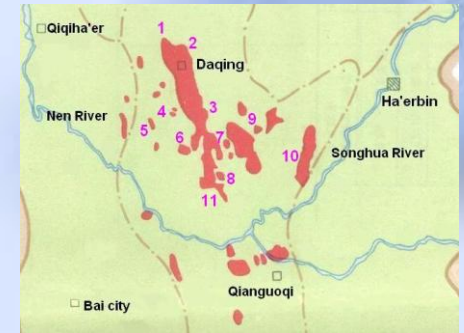 Qiqiha'er
1
2
Daqing
Ha'erbin
Nen River
3
4
5
6
7
9
10
Songhua River
8
11
Qianguoqi
Bai city